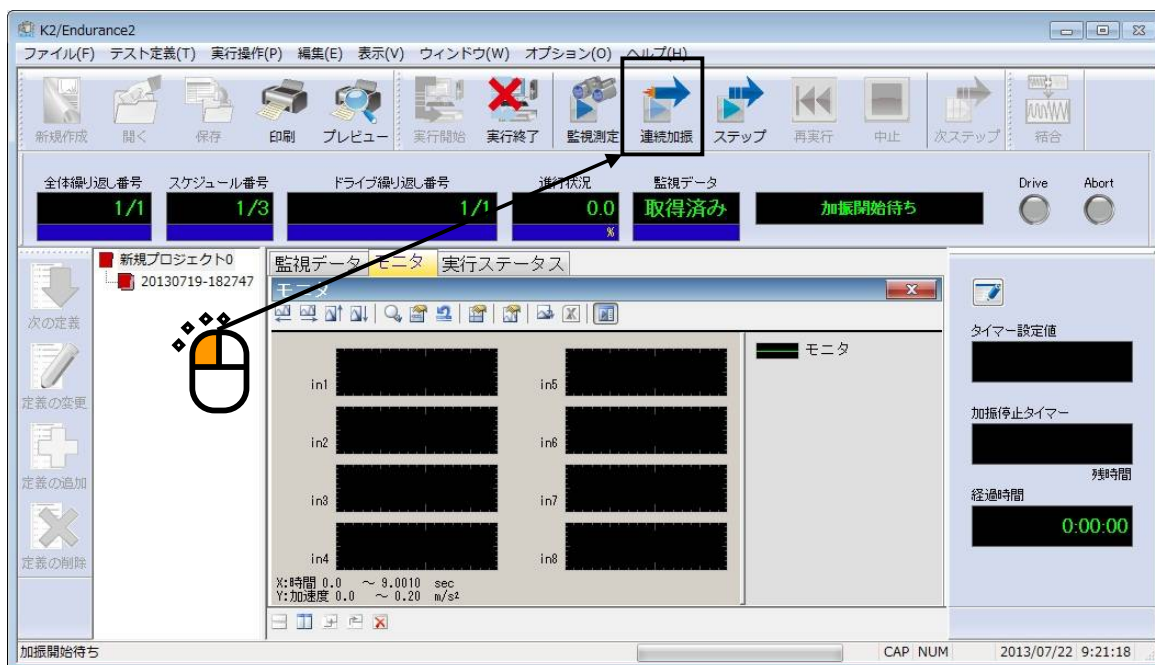 K2/Endurance2
ファイル(F) テスト定義(T) 実行操作(P) 編集(E) 表示(V) ウィンドウ(W) オプション(O) ヘルプ(H)
新規作成 開く 保存 印刷 プレビュー 実行開始 実行終了 監視測定 連続加振 ステップ 再実行 中止 次ステップ 結合
全体繰り返し番号 スケジュール番号 ドライブ繰り返し番号 進行状況 監視データ Drive Abort
1/1 1/3 1/1 0.0 取得済み 加振開始待ち
%
新規プロジェクト0
20130719-182747
次の定義
定義の変更
定義の追加
定義の削除
監視データ モニタ 実行ステータス
モニタ
モニタ
in1 in5
in2 in6
in3 in7
in4 in8
X:時間 0.0 ～ 9.0010 sec
Y:加速度 0.0 ～ 0.20 m/s²
タイマー設定値
加振停止タイマー
残時間
経過時間
0:00:00
加振開始待ち CAP NUM 2013/07/22 9:21:18